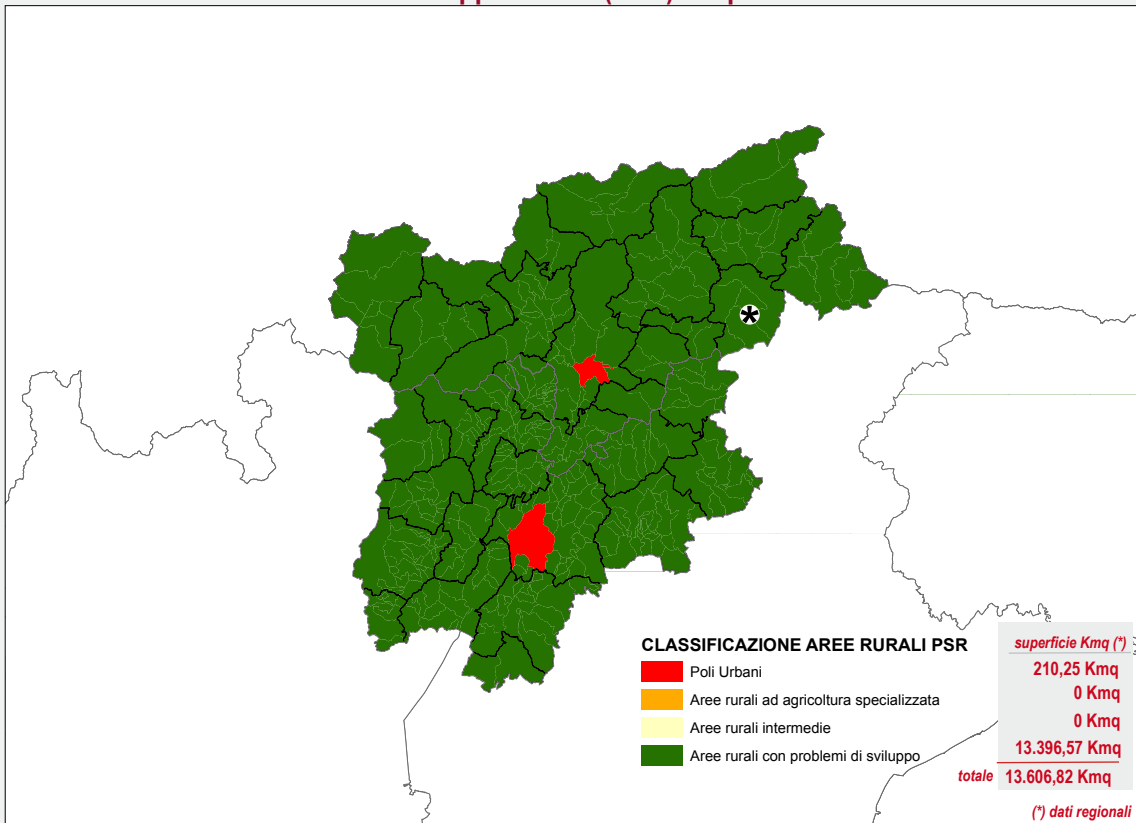 CLASSIFICAZIONE AREE RURALI PSR
superficie Kmq (*)
Poli Urbani
210,25 Kmq
Aree rurali ad agricoltura specializzata
0 Kmq
Aree rurali intermedie
0 Kmq
Aree rurali con problemi di sviluppo
13.396,57 Kmq
totale 13.606,82 Kmq
(*) dati regionali
*